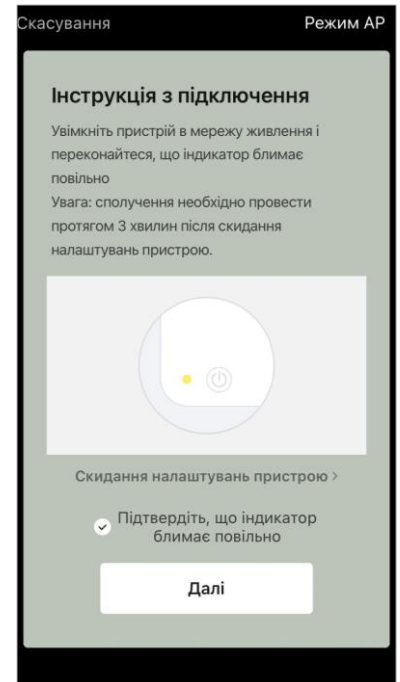 Скасування
Режим AP
Інструкція з підключення
Увімкніть пристрій в мережу живлення і
переконайтеся, що індикатор блимає
повільно
Увага: сполучення необхідно провести
протягом 3 хвилин після скидання
налаштувань пристрою.
Скидання налаштувань пристрою >
Підтвердіть, що індикатор
блимає повільно
Далі